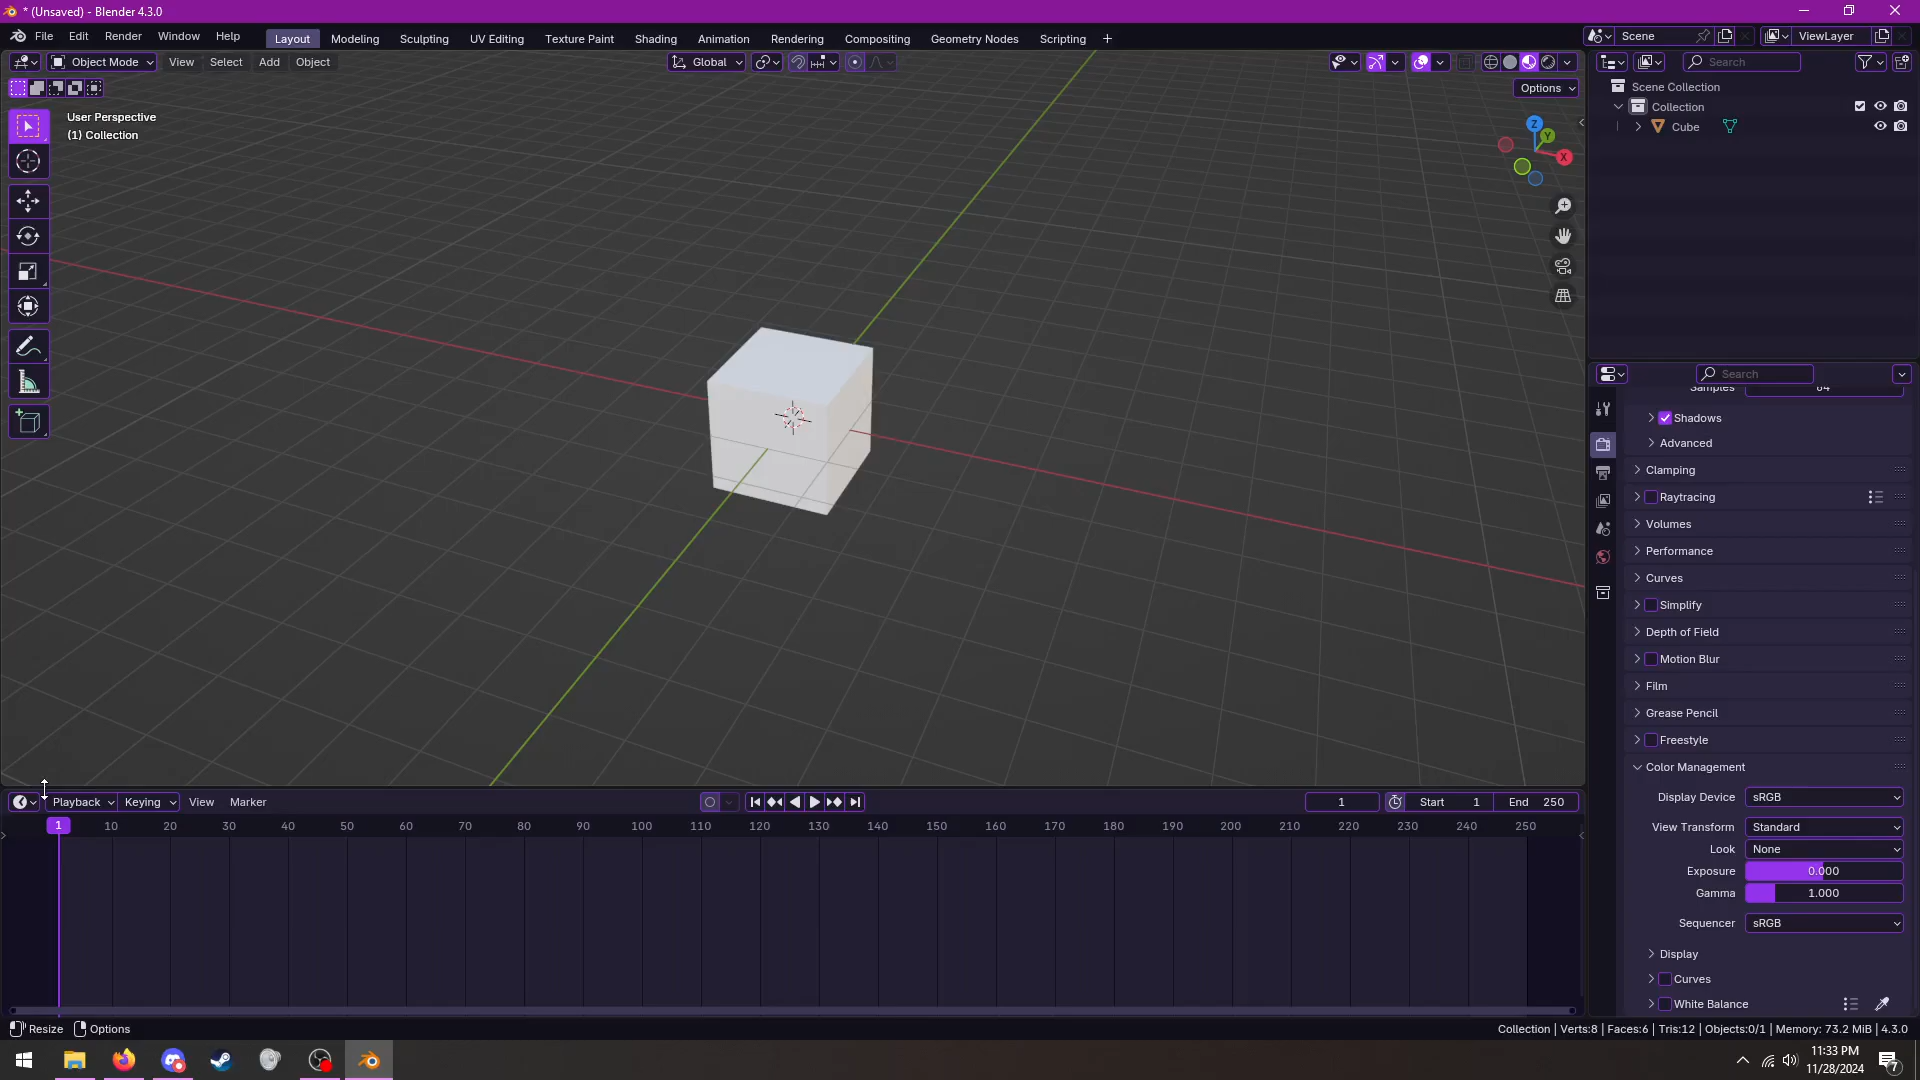 * (Unsaved) - Blender 4.3.0
File Edit Render Window Help Layout Modeling Sculpting UV Editing Texture Paint Shading Animation Rendering Compositing Geometry Nodes Scripting + Scene ViewLayer
Object Mode View Select Add Object Global Search
Options
User Perspective
(1) Collection
Z
Y
X
Scene Collection
Collection
Cube
Search
Samples 64
Shadows
Advanced
Clamping
Raytracing
Volumes
Performance
Curves
Simplify
Depth of Field
Motion Blur
Film
Grease Pencil
Freestyle
Color Management
Display Device sRGB
View Transform Standard
Look None
Exposure 0.000
Gamma 1.000
Sequencer sRGB
Display
Curves
White Balance
Playback Keying View Marker 1 Start 1 End 250
1 10 20 30 40 50 60 70 80 90 100 110 120 130 140 150 160 170 180 190 200 210 220 230 240 250
Resize Options Collection | Verts:8 | Faces:6 | Tris:12 | Objects:0/1 | Memory: 73.2 MiB | 4.3.0
11:33 PM
11/28/2024
7